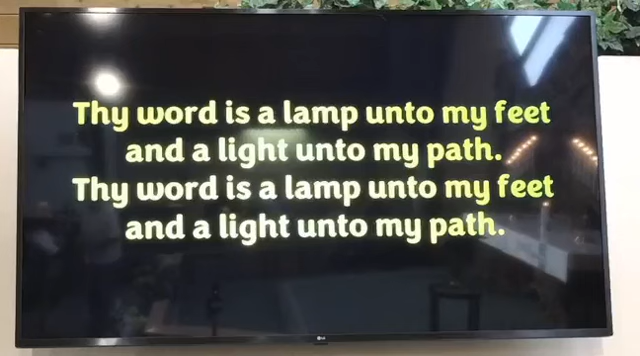 Thy word is a lamp unto my feet
and a light unto my path.
Thy word is a lamp unto my feet
and a light unto my path.
LG